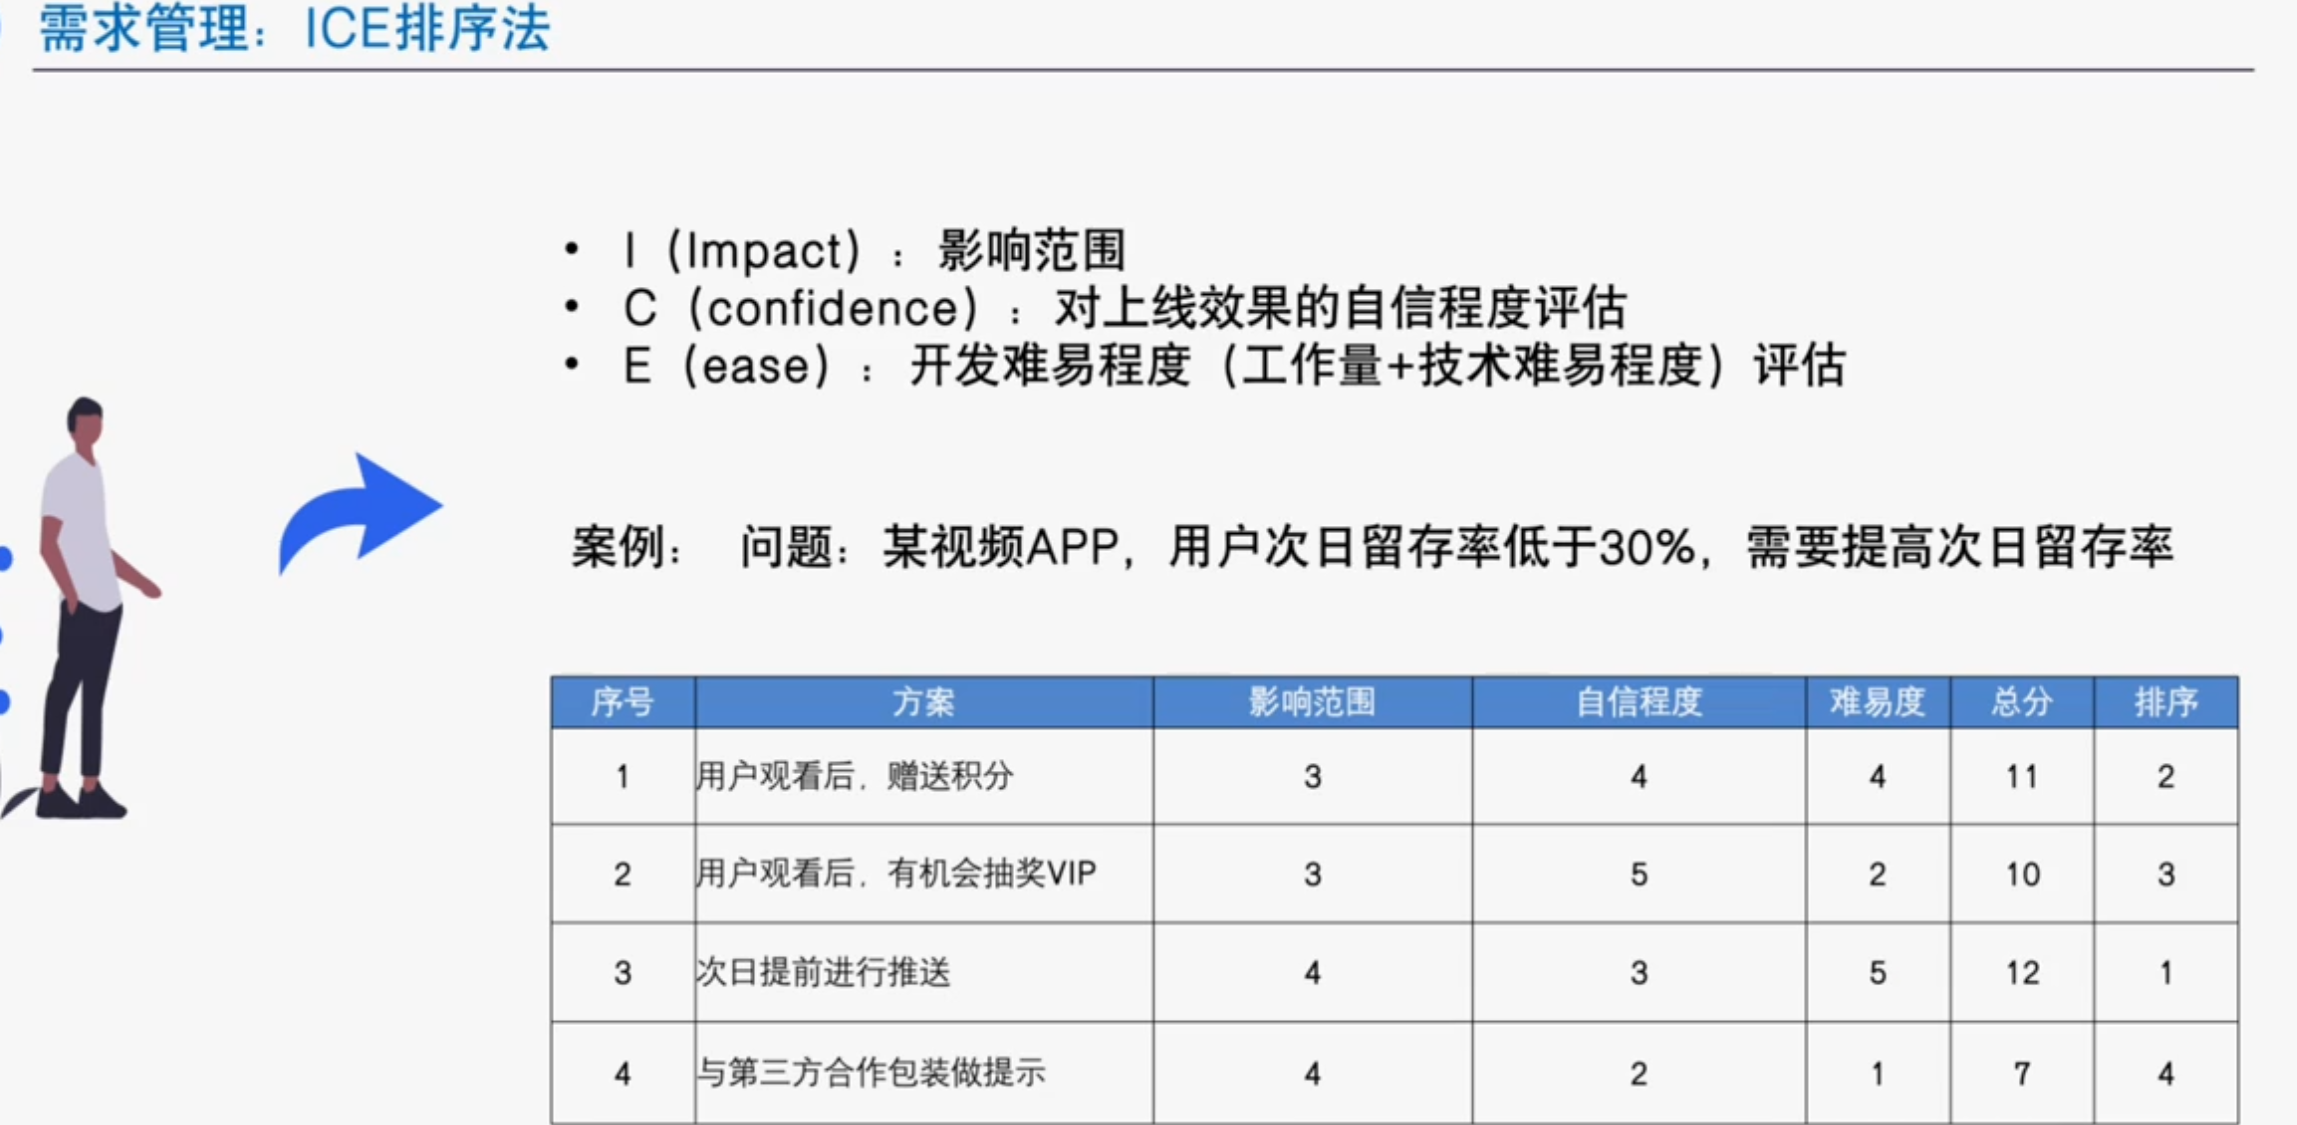 需求管理：ICE排序法
• I（Impact）：影响范围
• C（confidence）：对上线效果的自信程度评估
• E（ease）：开发难易程度（工作量+技术难易程度）评估
案例： 问题：某视频APP，用户次日留存率低于30%，需要提高次日留存率
序号 方案 影响范围 自信程度 难易度 总分 排序
1 用户观看后，赠送积分 3 4 4 11 2
2 用户观看后，有机会抽奖VIP 3 5 2 10 3
3 次日提前进行推送 4 3 5 12 1
4 与第三方合作包装做提示 4 2 1 7 4